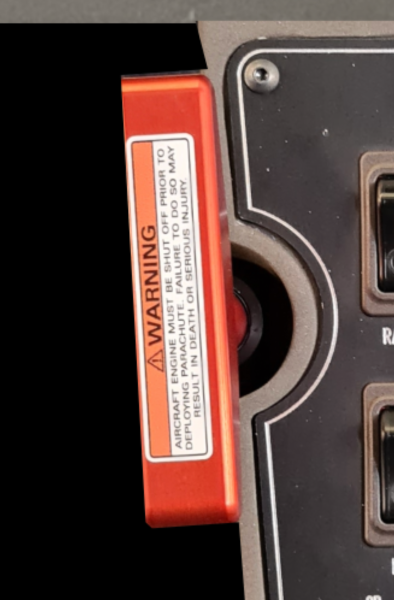 ⚠WARNING
AIRCRAFT ENGINE MUST BE SHUT OFF PRIOR TO
DEPLOYING PARACHUTE. FAILURE TO DO SO MAY
RESULT IN DEATH OR SERIOUS INJURY.